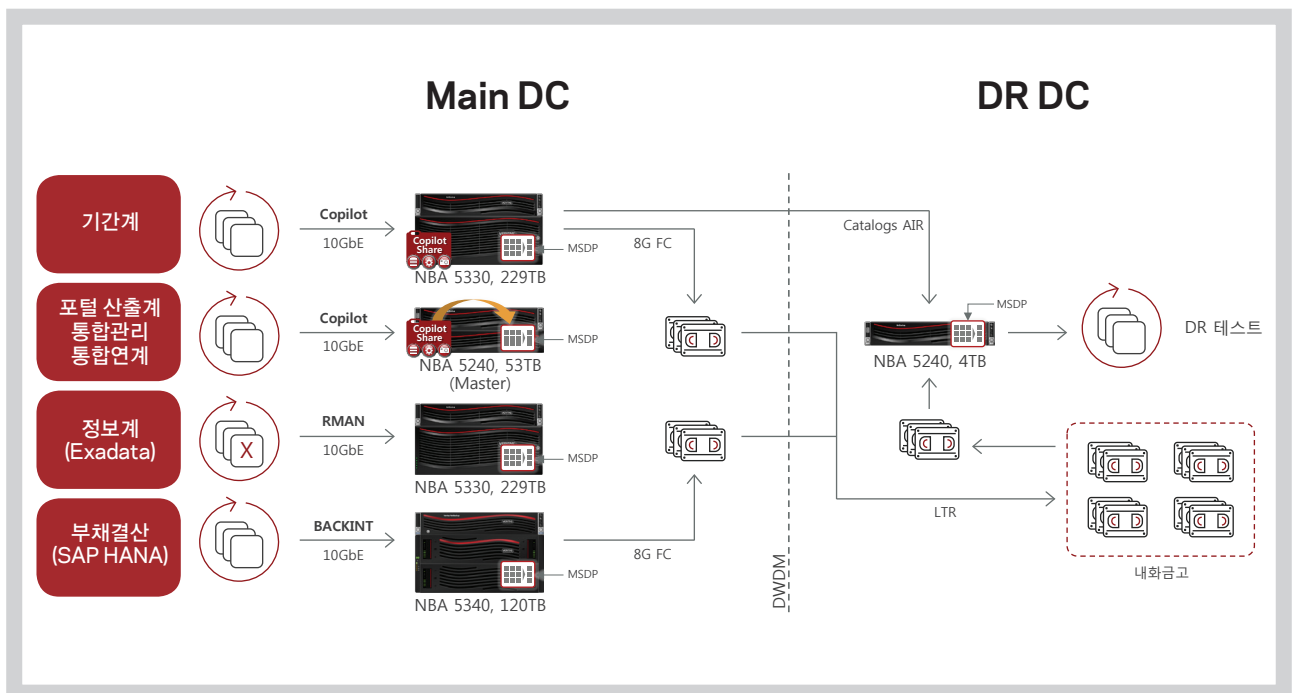 Main DC
DR DC
기간계
Copilot
10GbE
Copilot
Share
MSDP
NBA 5330, 229TB
8G FC
Catalogs AIR
포털 산출계
통합관리
통합연계
Copilot
10GbE
Copilot
Share
MSDP
NBA 5240, 53TB
(Master)
MSDP
NBA 5240, 4TB
DR 테스트
정보계
(Exadata)
X
RMAN
10GbE
MSDP
NBA 5330, 229TB
부채결산
(SAP HANA)
BACKINT
10GbE
MSDP
NBA 5340, 120TB
8G FC
DWDM
LTR
내화금고